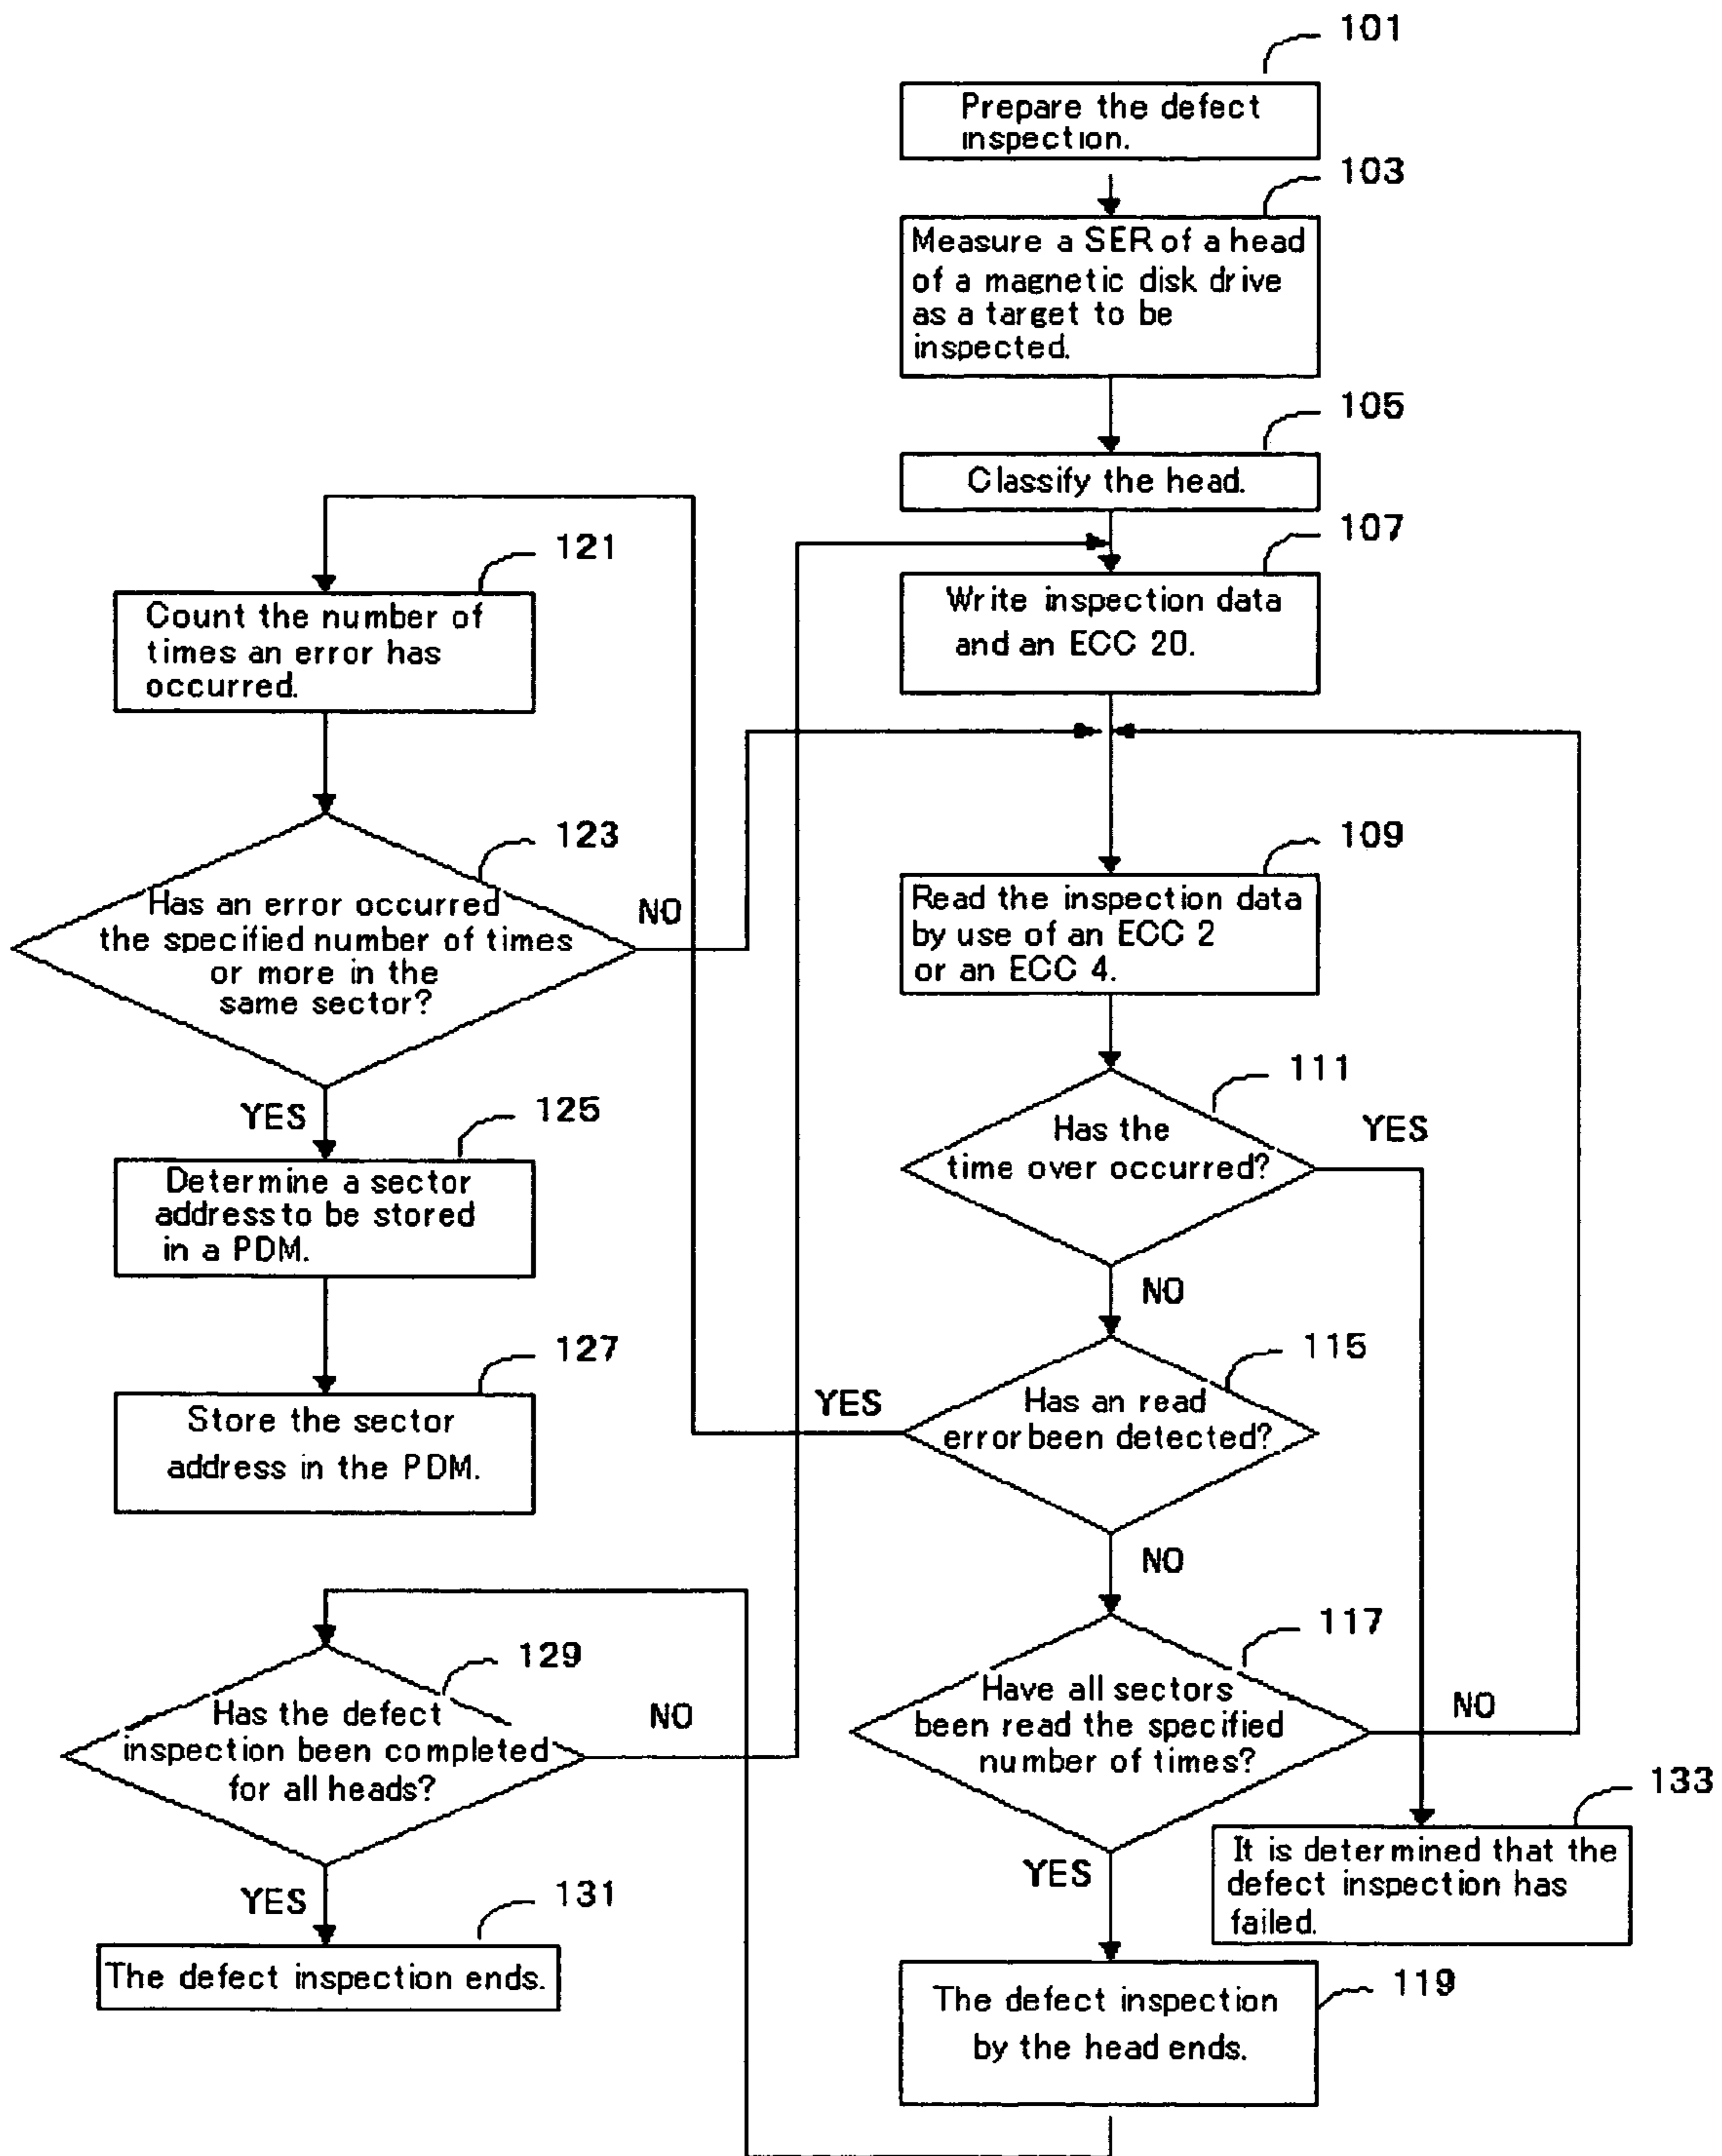 101
Prepare the defect
inspection.
103
Measure a SER of a head
of a magnetic disk drive
as a target to be
inspected.
105
Classify the head.
107
Write inspection data
and an ECC 20.
109
Read the inspection data
by use of an ECC 2
or an ECC 4.
111
Has the
time over occurred?
YES
NO
115
Has an read
error been detected?
YES
NO
117
Have all sectors
been read the specified
number of times?
NO
YES
133
It is determined that the
defect inspection has
failed.
119
The defect inspection
by the head ends.
121
Count the number of
times an error has
occurred.
123
Has an error occurred
the specified number of times
or more in the
same sector?
NO
YES
125
Determine a sector
address to be stored
in a PDM.
127
Store the sector
address in the PDM.
129
Has the defect
inspection been completed
for all heads?
NO
YES
131
The defect inspection ends.